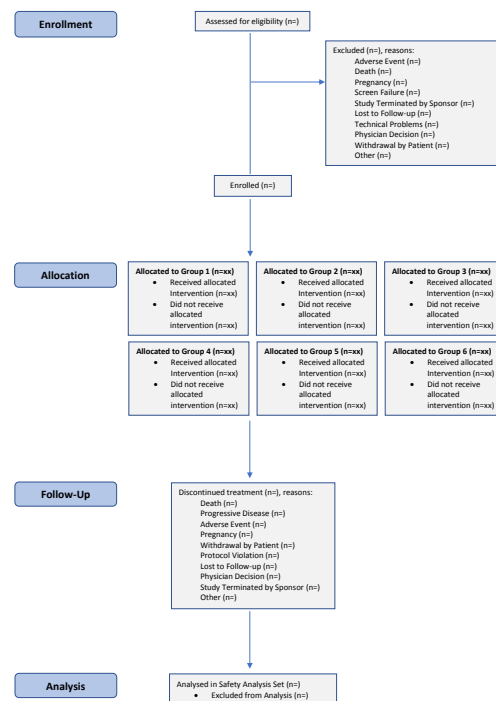 Enrollment
Assessed for eligibility (n=)
Excluded (n=), reasons:
Adverse Event (n=)
Death (n=)
Pregnancy (n=)
Screen Failure (n=)
Study Terminated by Sponsor (n=)
Lost to Follow-up (n=)
Technical Problems (n=)
Physician Decision (n=)
Withdrawal by Patient (n=)
Other (n=)
Enrolled (n=)
Allocation
Allocated to Group 1 (n=xx)
• Received allocated
Intervention (n=xx)
• Did not receive
allocated
intervention (n=xx)
Allocated to Group 2 (n=xx)
• Received allocated
Intervention (n=xx)
• Did not receive
allocated
intervention (n=xx)
Allocated to Group 3 (n=xx)
• Received allocated
Intervention (n=xx)
• Did not receive
allocated
intervention (n=xx)
Allocated to Group 4 (n=xx)
• Received allocated
Intervention (n=xx)
• Did not receive
allocated
intervention (n=xx)
Allocated to Group 5 (n=xx)
• Received allocated
Intervention (n=xx)
• Did not receive
allocated
intervention (n=xx)
Allocated to Group 6 (n=xx)
• Received allocated
Intervention (n=xx)
• Did not receive
allocated
intervention (n=xx)
Follow-Up
Discontinued treatment (n=), reasons:
Death (n=)
Progressive Disease (n=)
Adverse Event (n=)
Pregnancy (n=)
Withdrawal by Patient (n=)
Protocol Violation (n=)
Lost to Follow-up (n=)
Physician Decision (n=)
Study Terminated by Sponsor (n=)
Other (n=)
Analysis
Analysed in Safety Analysis Set (n=)
• Excluded from Analysis (n=)